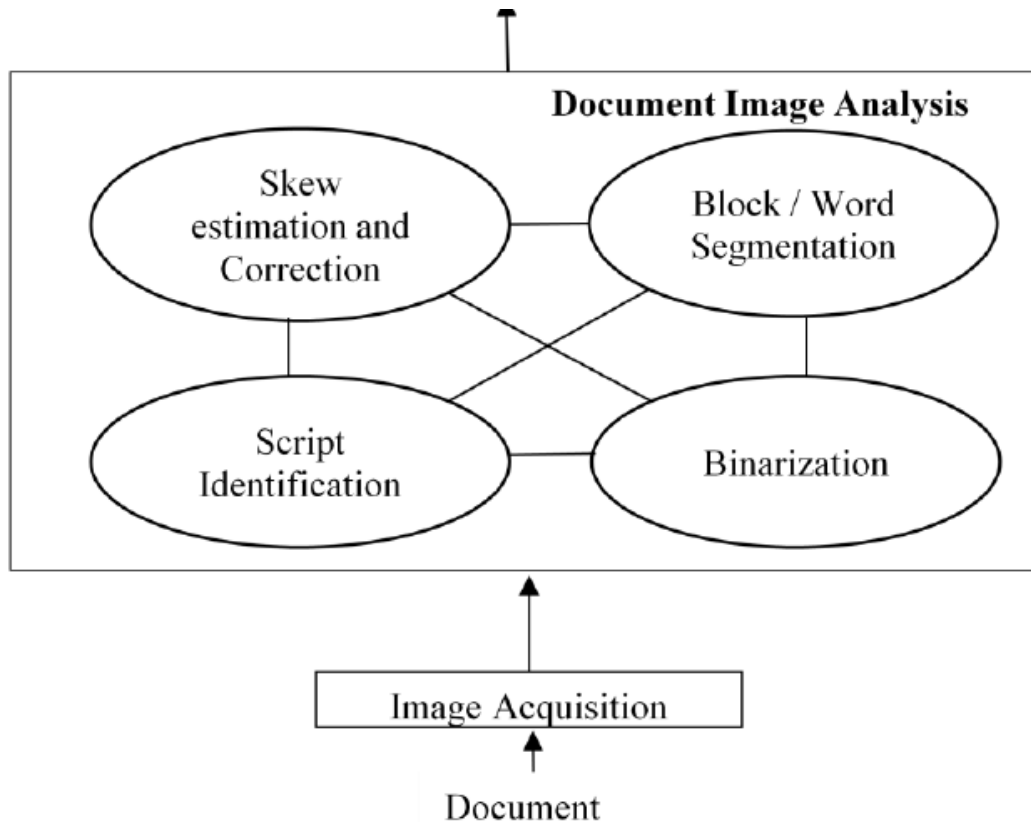 Document Image Analysis
Skew
estimation and
Correction
Block / Word
Segmentation
Script
Identification
Binarization
Image Acquisition
Document